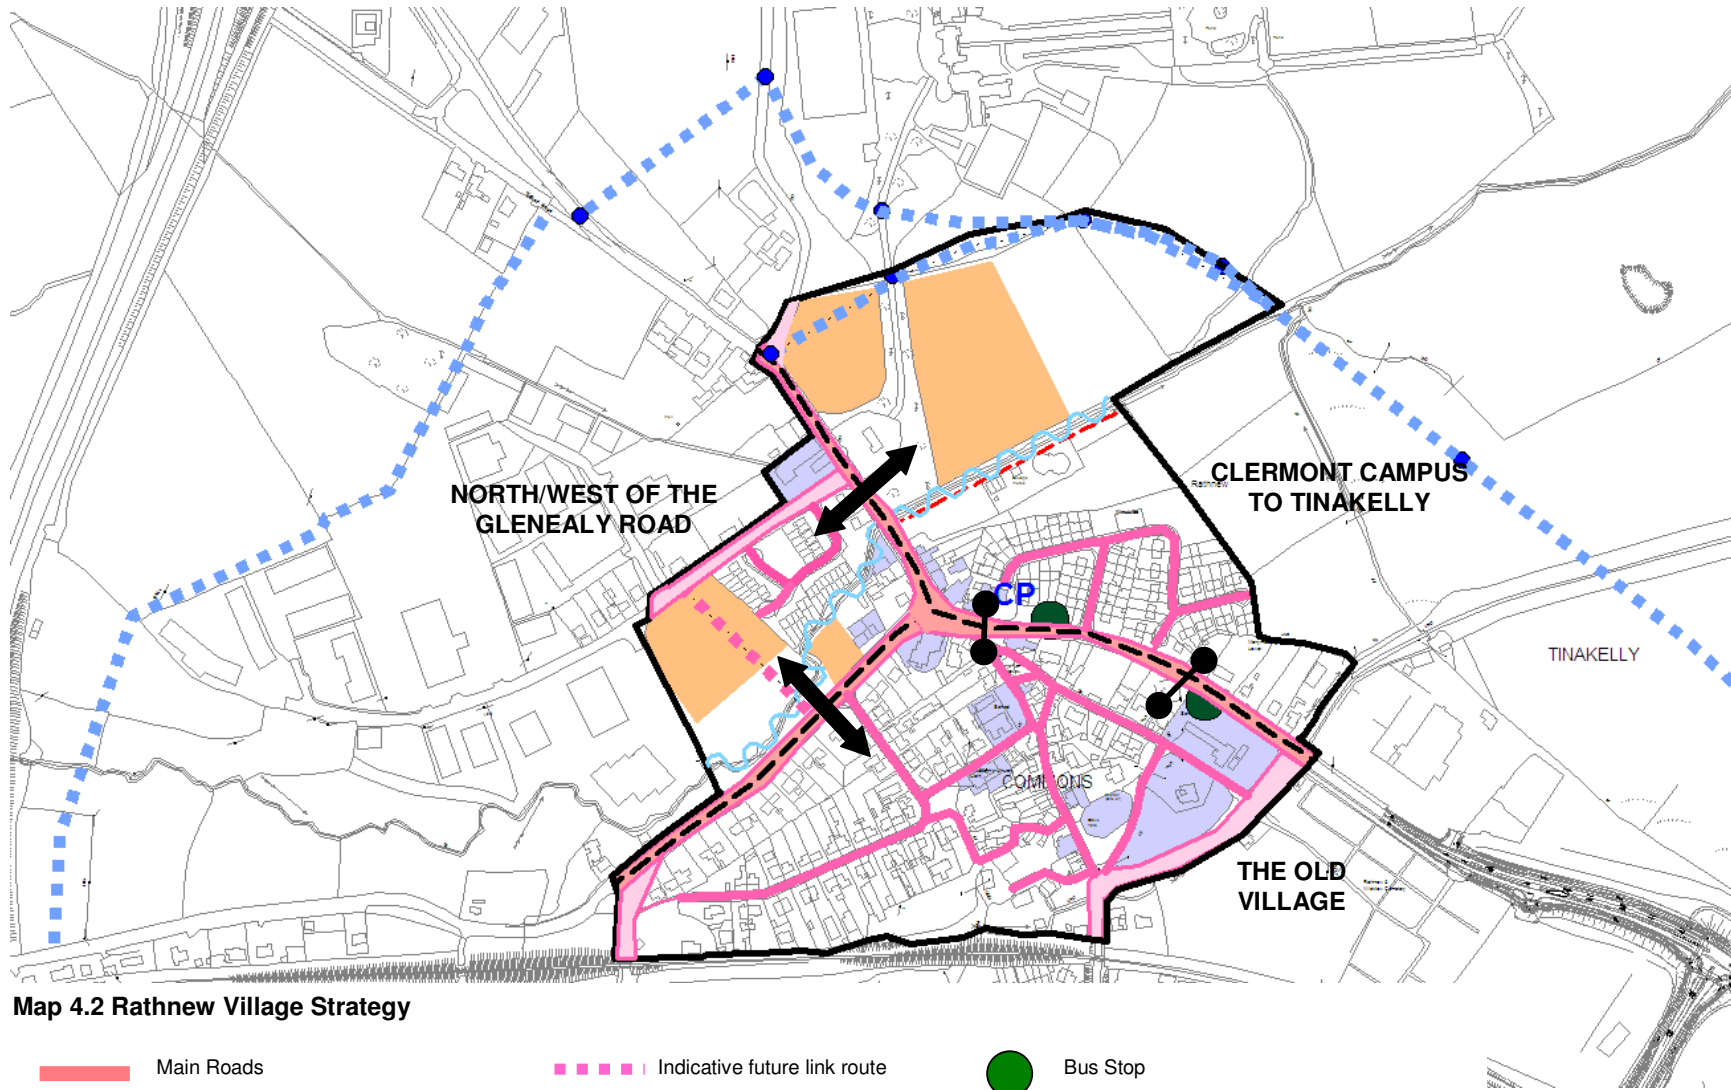 NORTH/WEST OF THE
GLENEALY ROAD
CLERMONT CAMPUS
TO TINAKELLY
Rathnew
CP
TINAKELLY
COMMONS
THE OLD
VILLAGE
Map 4.2 Rathnew Village Strategy
Main Roads
Indicative future link route
Bus Stop